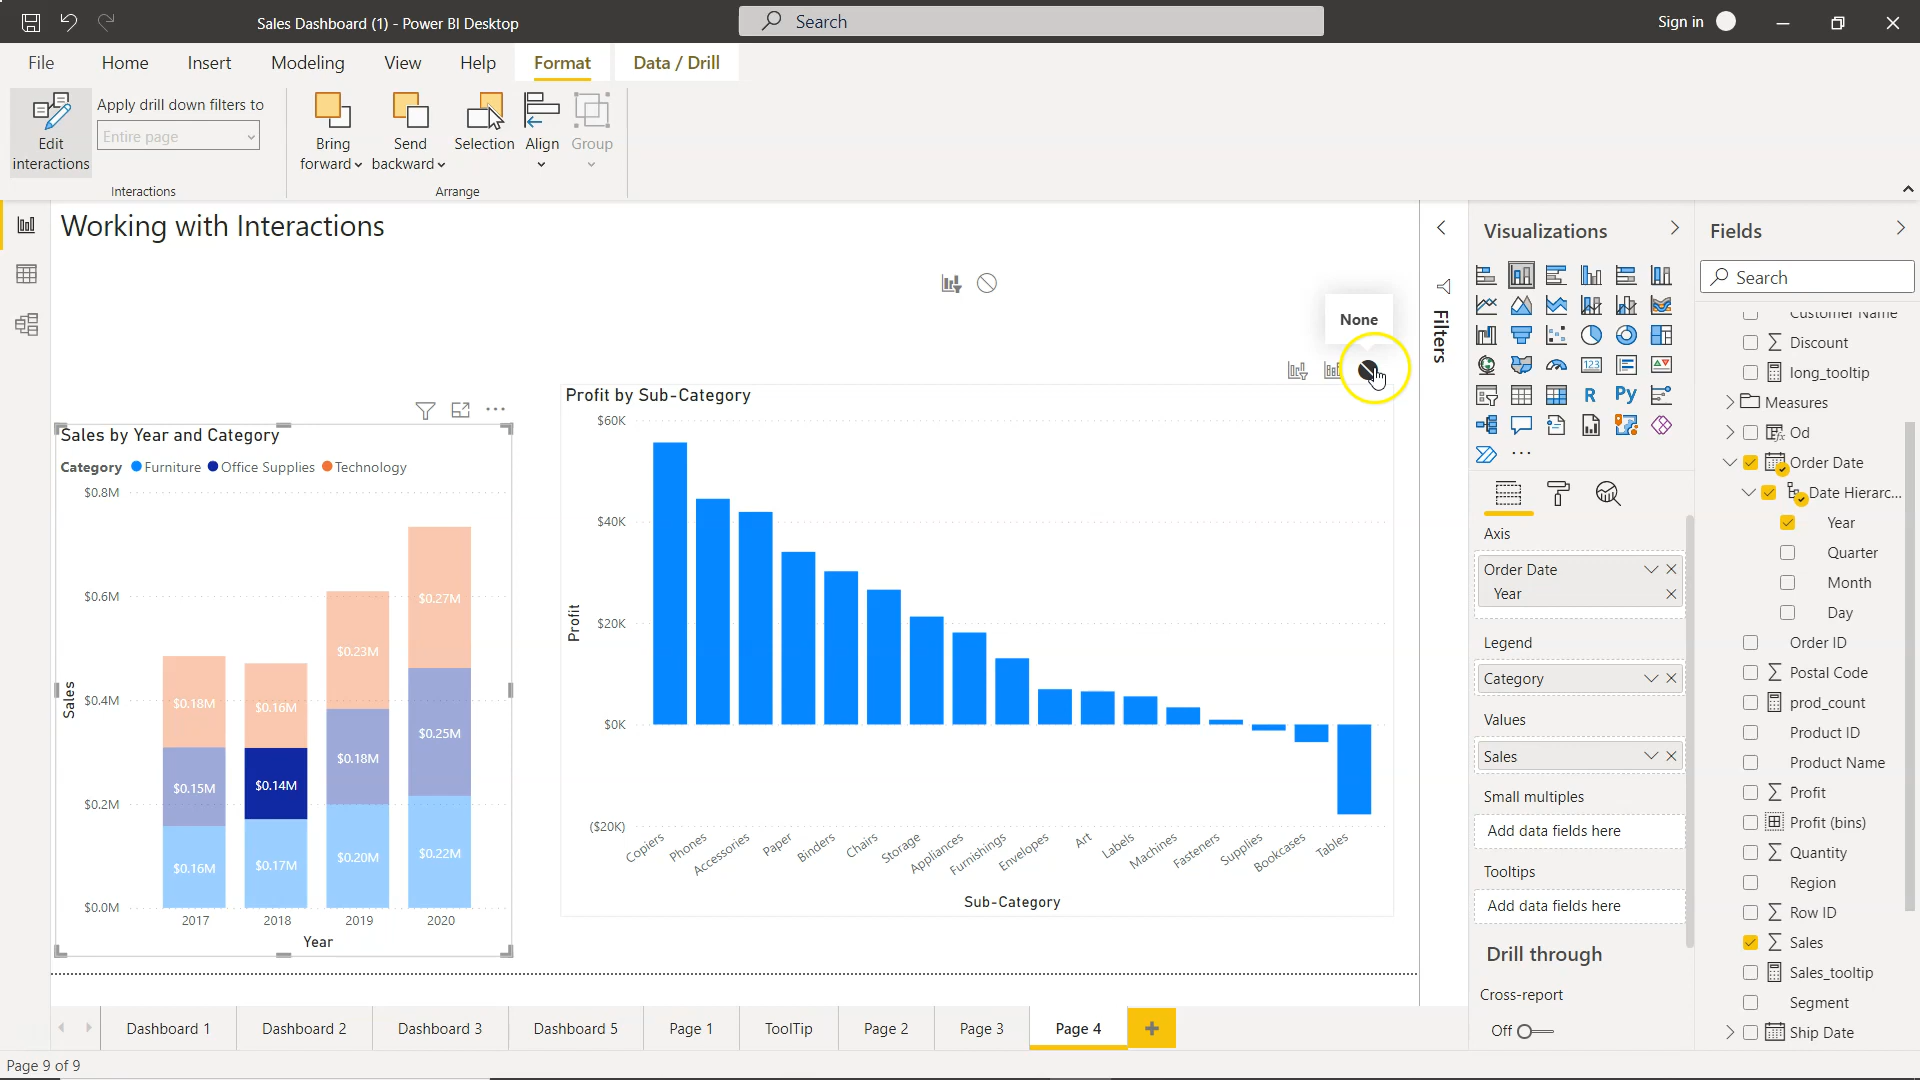 Sales Dashboard (1) - Power BI Desktop
Search
Sign in
File Home Insert Modeling View Help Format Data / Drill
Edit interactions
Apply drill down filters to
Entire page
Bring forward
Send backward
Selection
Align
Group
Interactions
Arrange
Working with Interactions
None
Sales by Year and Category
Category Furniture Office Supplies Technology
$0.8M
$0.6M
$0.4M
$0.2M
$0.0M
Sales
$0.27M
$0.23M
$0.18M
$0.16M
$0.25M
$0.18M
$0.15M
$0.14M
$0.16M
$0.17M
$0.20M
$0.22M
2017 2018 2019 2020
Year
Profit by Sub-Category
$60K
$40K
$20K
$0K
($20K)
Profit
Copiers Phones Accessories Paper Binders Chairs Storage Appliances Furnishings Envelopes Art Labels Machines Fasteners Supplies Bookcases Tables
Sub-Category
Filters
Visualizations
R
Py
123
Axis
Order Date
Year
Legend
Category
Values
Sales
Small multiples
Add data fields here
Tooltips
Add data fields here
Drill through
Cross-report
Off
Fields
Search
Customer Name
Discount
long_tooltip
Measures
Od
Order Date
Date Hierarc...
Year
Quarter
Month
Day
Order ID
Postal Code
prod_count
Product ID
Product Name
Profit
Profit (bins)
Quantity
Region
Row ID
Sales
Sales_tooltip
Segment
Ship Date
Dashboard 1 Dashboard 2 Dashboard 3 Dashboard 5 Page 1 ToolTip Page 2 Page 3 Page 4
Page 9 of 9